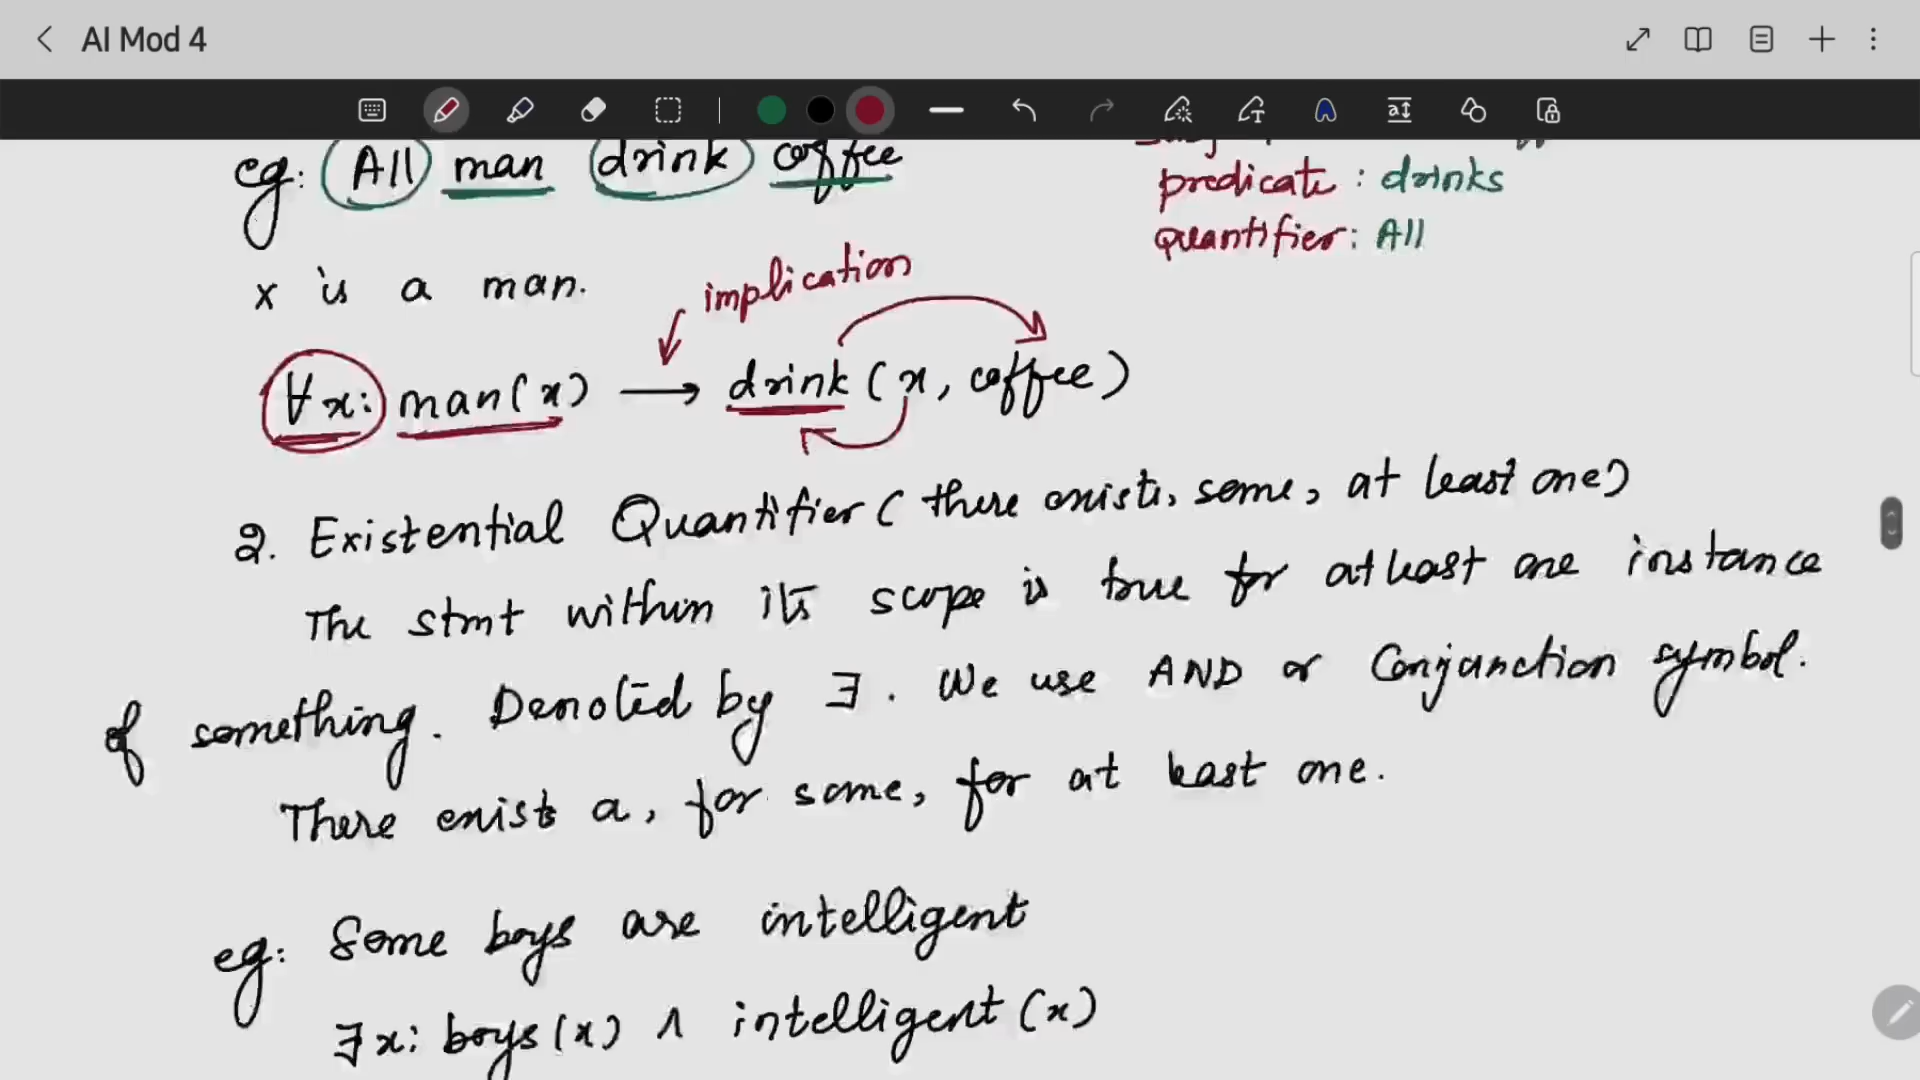 AI Mod 4
eg: All man drink coffee
predicate : drinks
quantifier: All
x is a man.
implication
∀x: man(x) → drink (x, coffee)
2. Existential Quantifier ( there exists, some, at least one)
The stmt within its scope is true for atleast one instance
of something. Denoted by ∃. We use AND or Conjunction symbol.
There exists a, for some, for at least one.
eg: Some boys are intelligent
∃x: boys(x) ∧ intelligent(x)